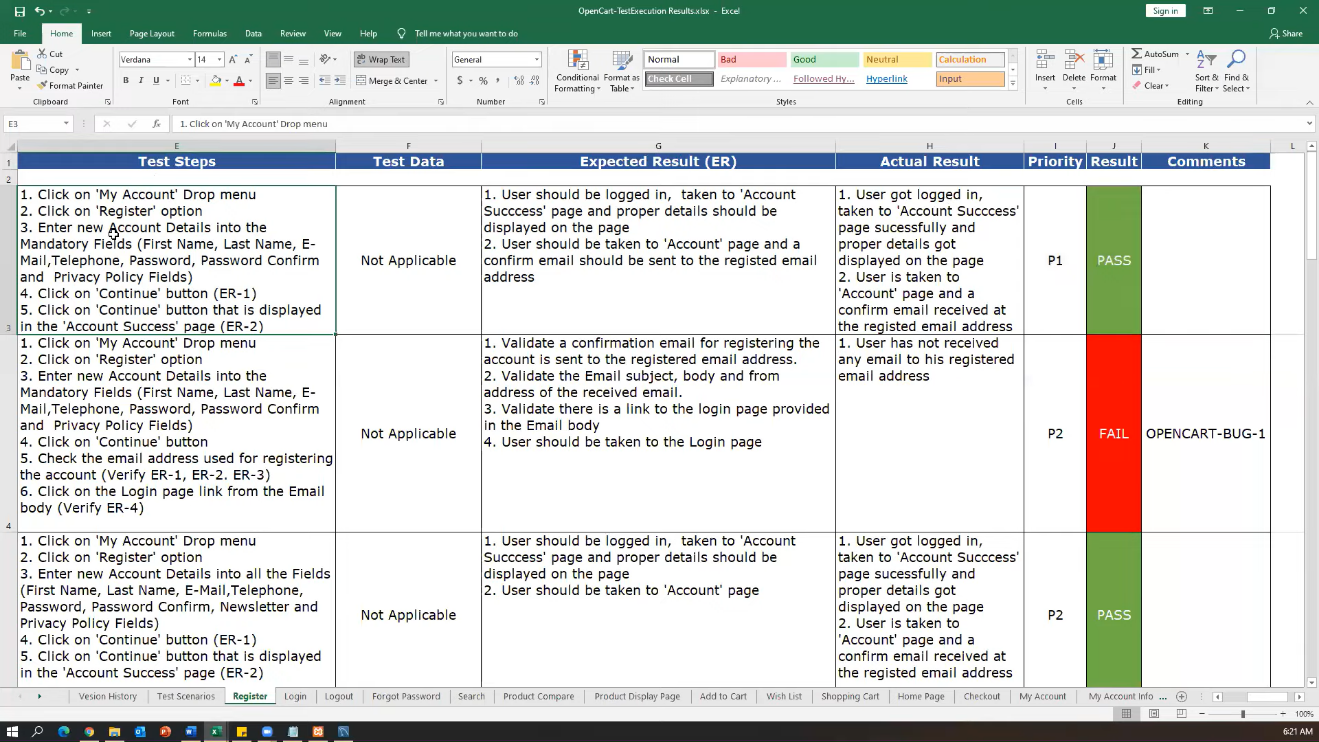 OpenCart-TestExecution Results.xlsx - Excel
Sign in
File Home Insert Page Layout Formulas Data Review View Help Tell me what you want to do
Share
Paste
Cut
Copy
Format Painter
Clipboard
Verdana 14
B I U
Font
Wrap Text
Merge & Center
Alignment
General
$ % ,
Number
Conditional Formatting
Format as Table
Normal Bad Good Neutral Calculation
Check Cell Explanatory ... Followed Hy... Hyperlink Input
Styles
Insert Delete Format
Cells
AutoSum
Fill
Clear
Sort & Filter
Find & Select
Editing
E3
fx
1. Click on 'My Account' Drop menu
E F G H I J K L
1 Test Steps Test Data Expected Result (ER) Actual Result Priority Result Comments
2
3
1. Click on 'My Account' Drop menu
2. Click on 'Register' option
3. Enter new Account Details into the
Mandatory Fields (First Name, Last Name, E-
Mail,Telephone, Password, Password Confirm
and  Privacy Policy Fields)
4. Click on 'Continue' button (ER-1)
5. Click on 'Continue' button that is displayed
in the 'Account Success' page (ER-2)
Not Applicable
1. User should be logged in,  taken to 'Account
Succcess' page and proper details should be
displayed on the page
2. User should be taken to 'Account' page and a
confirm email should be sent to the registed email
address
1. User got logged in,
taken to 'Account Succcess'
page sucessfully and
proper details got
displayed on the page
2. User is taken to
'Account' page and a
confirm email received at
the registed email address
P1
PASS
4
1. Click on 'My Account' Drop menu
2. Click on 'Register' option
3. Enter new Account Details into the
Mandatory Fields (First Name, Last Name, E-
Mail,Telephone, Password, Password Confirm
and  Privacy Policy Fields)
4. Click on 'Continue' button
5. Check the email address used for registering
the account (Verify ER-1, ER-2. ER-3)
6. Click on the Login page link from the Email
body (Verify ER-4)
Not Applicable
1. Validate a confirmation email for registering the
account is sent to the registered email address.
2. Validate the Email subject, body and from
address of the received email.
3. Validate there is a link to the login page provided
in the Email body
4. User should be taken to the Login page
1. User has not received
any email to his registered
email address
P2
FAIL
OPENCART-BUG-1
1. Click on 'My Account' Drop menu
2. Click on 'Register' option
3. Enter new Account Details into all the Fields
(First Name, Last Name, E-Mail,Telephone,
Password, Password Confirm, Newsletter and
Privacy Policy Fields)
4. Click on 'Continue' button (ER-1)
5. Click on 'Continue' button that is displayed
in the 'Account Success' page (ER-2)
Not Applicable
1. User should be logged in,  taken to 'Account
Succcess' page and proper details should be
displayed on the page
2. User should be taken to 'Account' page
1. User got logged in,
taken to 'Account Succcess'
page sucessfully and
proper details got
displayed on the page
2. User is taken to
'Account' page and a
confirm email received at
the registed email address
P2
PASS
Vesion History Test Scenarios Register Login Logout Forgot Password Search Product Compare Product Display Page Add to Cart Wish List Shopping Cart Home Page Checkout My Account My Account Info ...
100%
6:21 AM